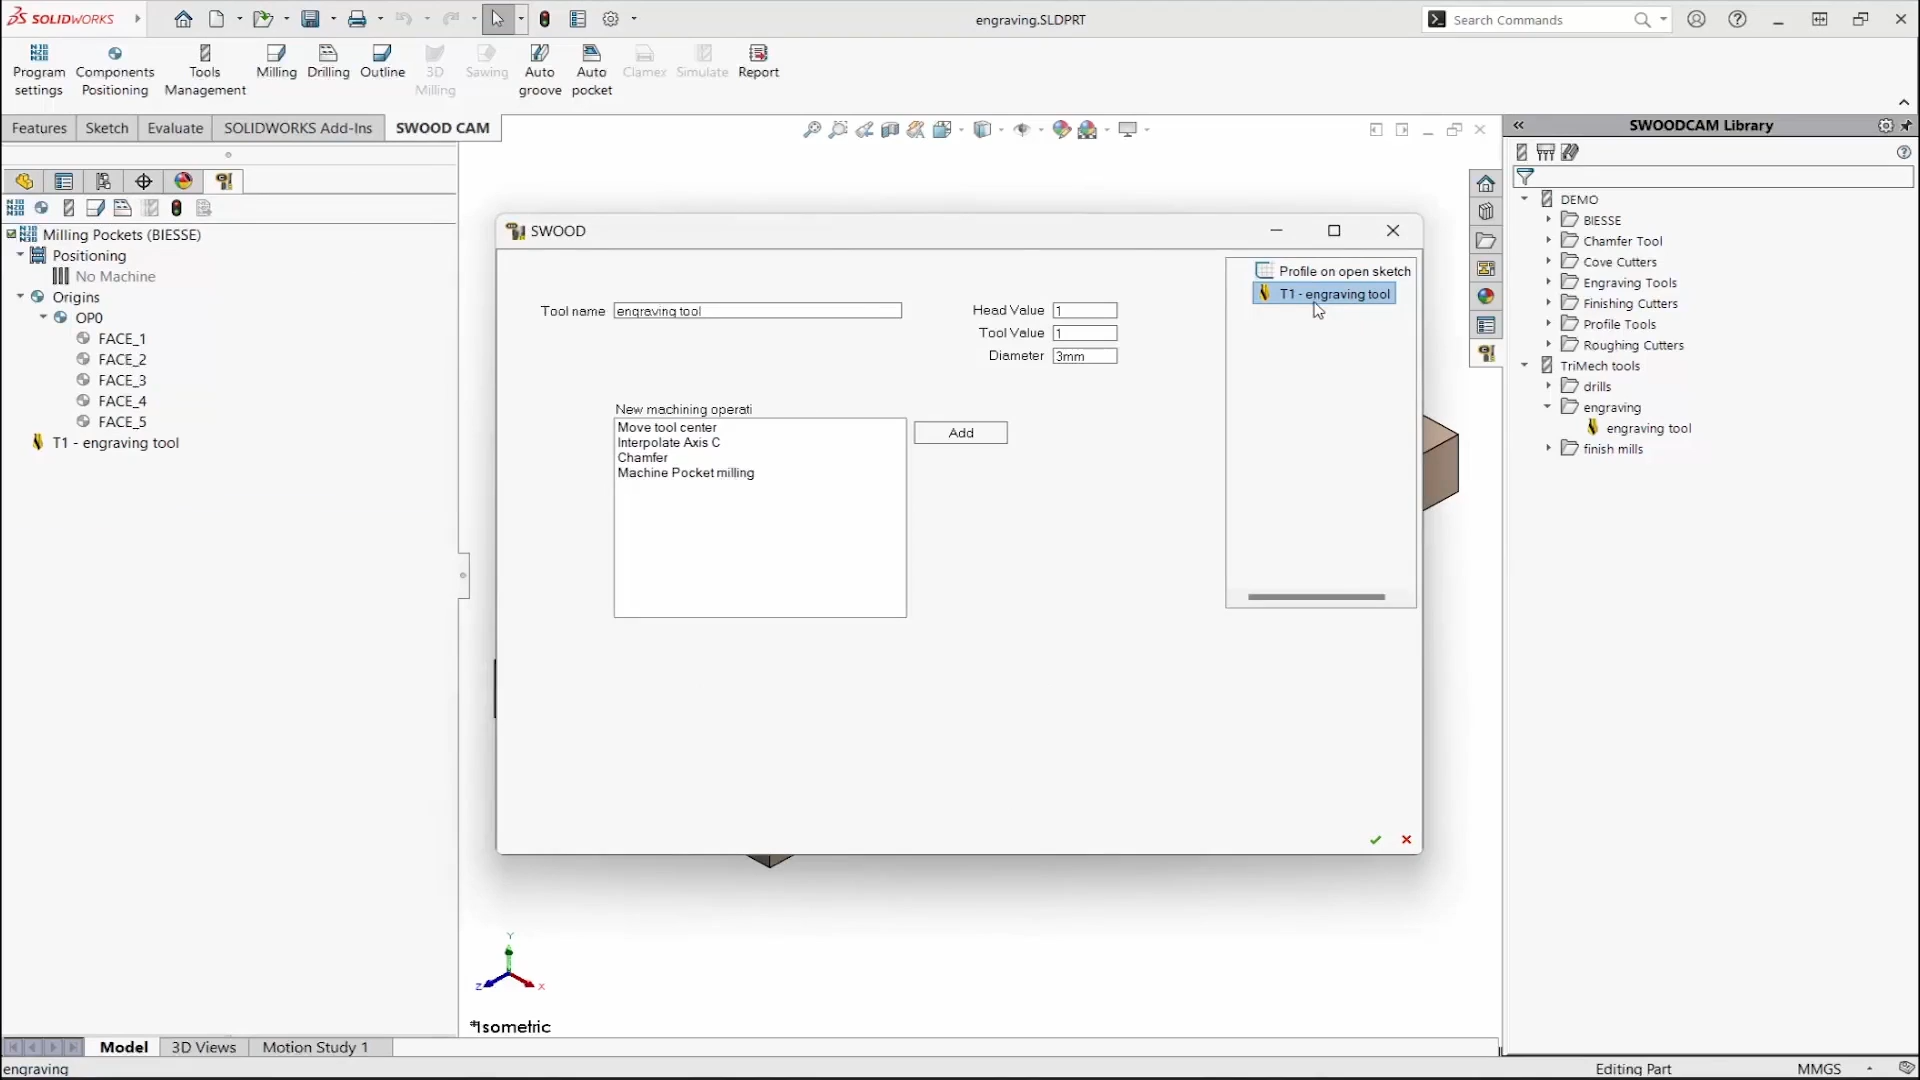 SOLIDWORKS
engraving.SLDPRT
Search Commands
Program settings
Components Positioning
Tools Management
Milling
Drilling
Outline
3D Milling
Sawing
Auto groove
Auto pocket
Clamex
Simulate
Report
Features
Sketch
Evaluate
SOLIDWORKS Add-Ins
SWOOD CAM
Milling Pockets (BIESSE)
Positioning
No Machine
Origins
OP0
FACE_1
FACE_2
FACE_3
FACE_4
FACE_5
T1 - engraving tool
SWOOD
Tool name
engraving tool
Head Value
1
Tool Value
1
Diameter
3mm
New machining operati
Move tool center
Interpolate Axis C
Chamfer
Machine Pocket milling
Add
Profile on open sketch
T1 - engraving tool
SWOODCAM Library
DEMO
BIESSE
Chamfer Tool
Cove Cutters
Engraving Tools
Finishing Cutters
Profile Tools
Roughing Cutters
TriMech tools
drills
engraving
engraving tool
finish mills
Y
Z
X
*Isometric
Model
3D Views
Motion Study 1
engraving
Editing Part
MMGS